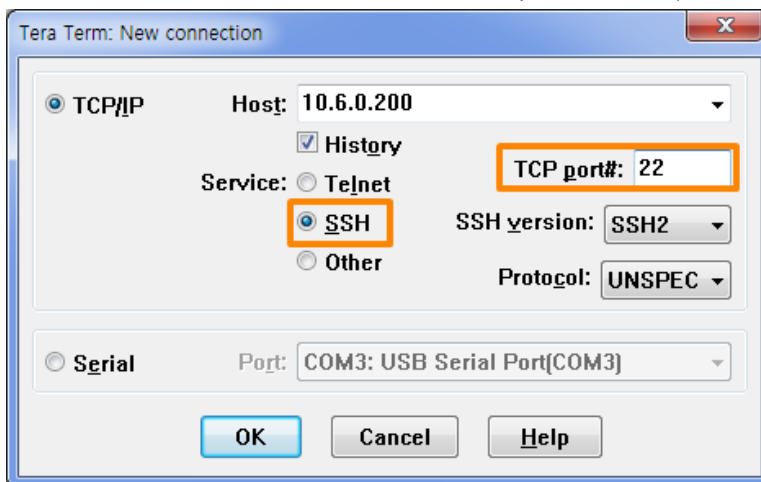 Tera Term: New connection
TCP/IP Host: 10.6.0.200
History
TCP port#: 22
Service: Telnet
SSH SSH version: SSH2
Other Protocol: UNSPEC
Serial Port: COM3: USB Serial Port(COM3)
OK Cancel Help